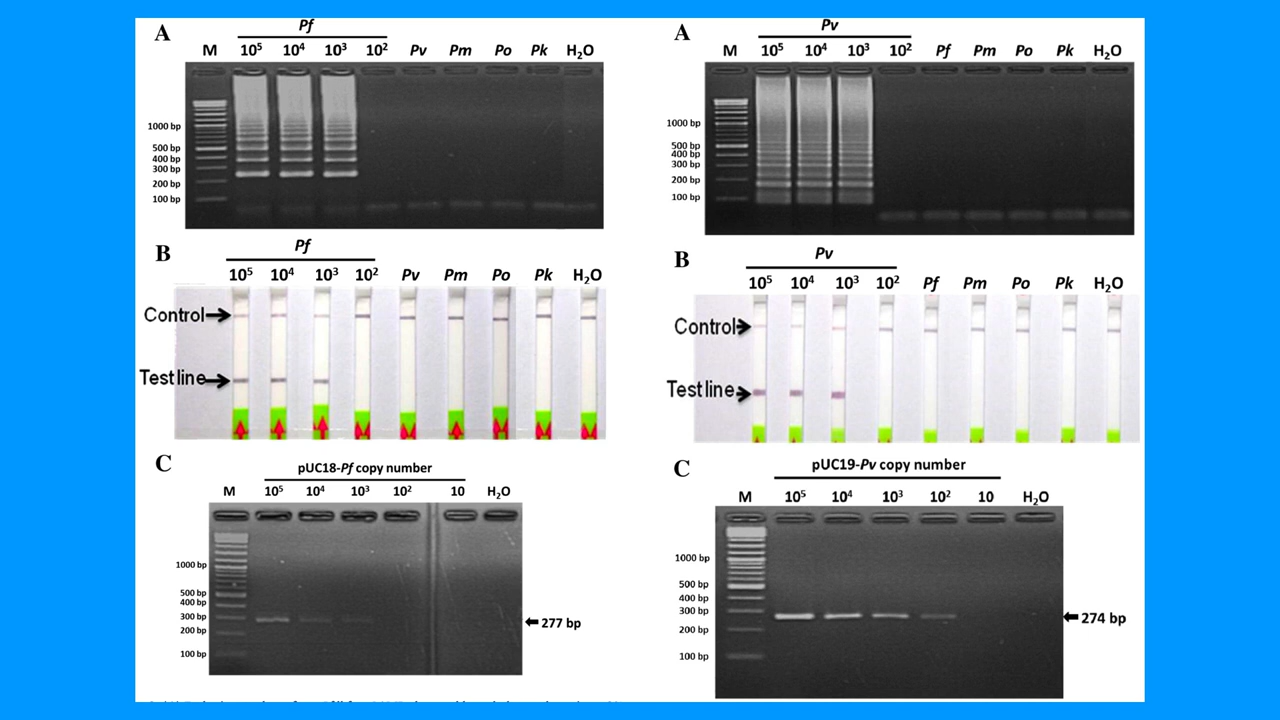 A
Pf
M 10⁵ 10⁴ 10³ 10² Pv Pm Po Pk H₂O
1000 bp
500 bp
400 bp
300 bp
200 bp
100 bp
B
Pf
10⁵ 10⁴ 10³ 10² Pv Pm Po Pk H₂O
Control
Test line
C
pUC18-Pf copy number
M 10⁵ 10⁴ 10³ 10² 10 H₂O
1000 bp
500 bp
400 bp
300 bp
200 bp
100 bp
277 bp
A
Pv
M 10⁵ 10⁴ 10³ 10² Pf Pm Po Pk H₂O
1000 bp
500 bp
400 bp
300 bp
200 bp
100 bp
B
Pv
10⁵ 10⁴ 10³ 10² Pf Pm Po Pk H₂O
Control
Test line
C
pUC19-Pv copy number
M 10⁵ 10⁴ 10³ 10² 10 H₂O
1000 bp
500 bp
400 bp
300 bp
200 bp
100 bp
274 bp